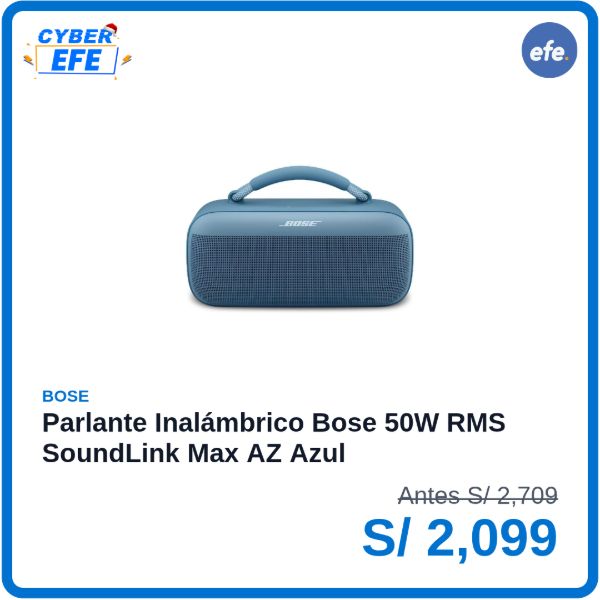 CYBER
EFE
efe.
BOSE
BOSE
Parlante Inalámbrico Bose 50W RMS
SoundLink Max AZ Azul
Antes S/ 2,709
S/ 2,099